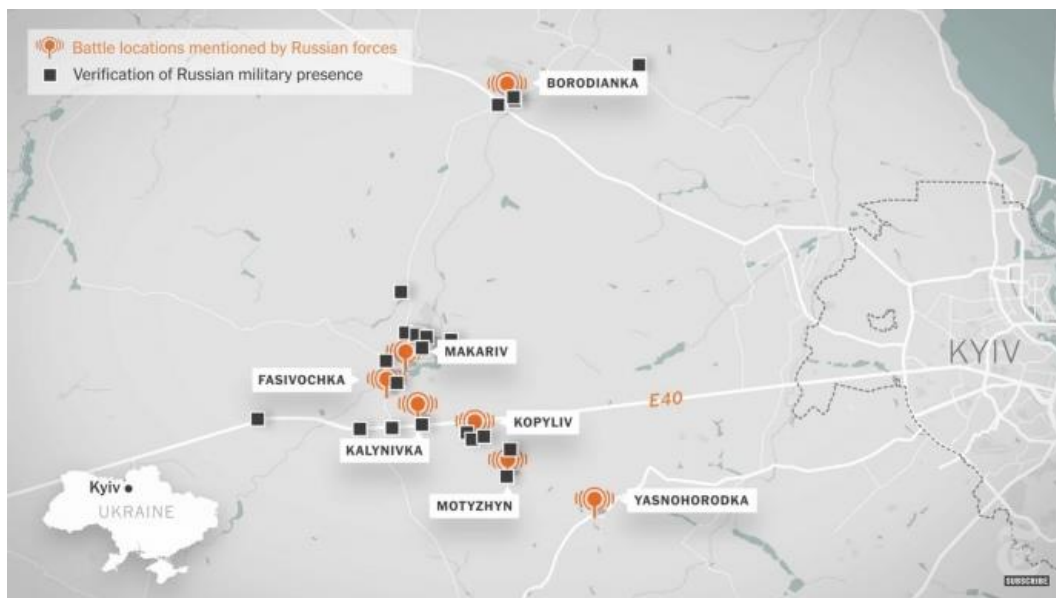 Battle locations mentioned by Russian forces
Verification of Russian military presence
BORODIANKA
MAKARIV
KYIV
FASIVOCHKA
E40
KOPYLIV
KALYNIVKA
MOTYZHYN
YASNOHORODKA
Kyiv
UKRAINE
SUBSCRIBE